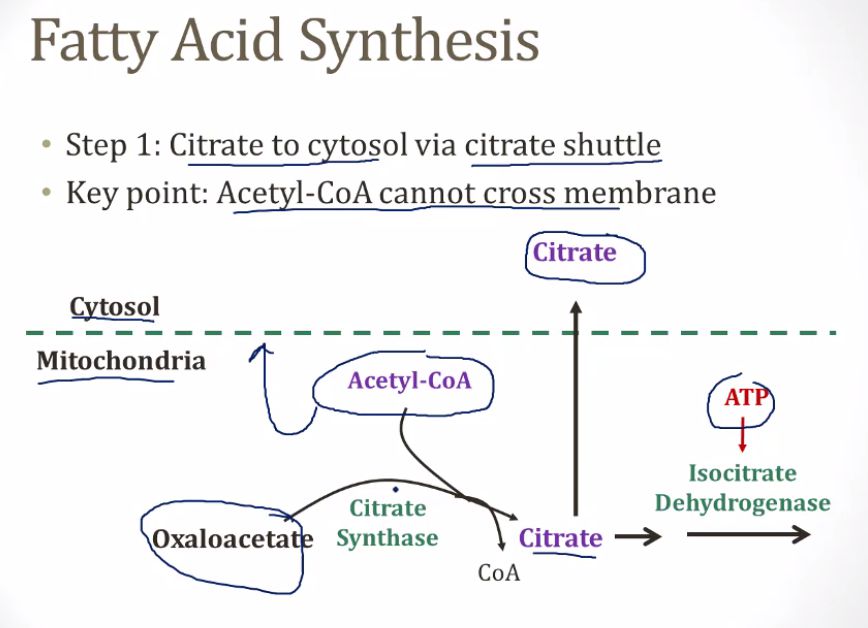 Fatty Acid Synthesis
• Step 1: Citrate to cytosol via citrate shuttle
• Key point: Acetyl-CoA cannot cross membrane
Citrate
Cytosol
Mitochondria
Acetyl-CoA
ATP
Isocitrate
Dehydrogenase
Citrate
Synthase
Oxaloacetate
Citrate
CoA